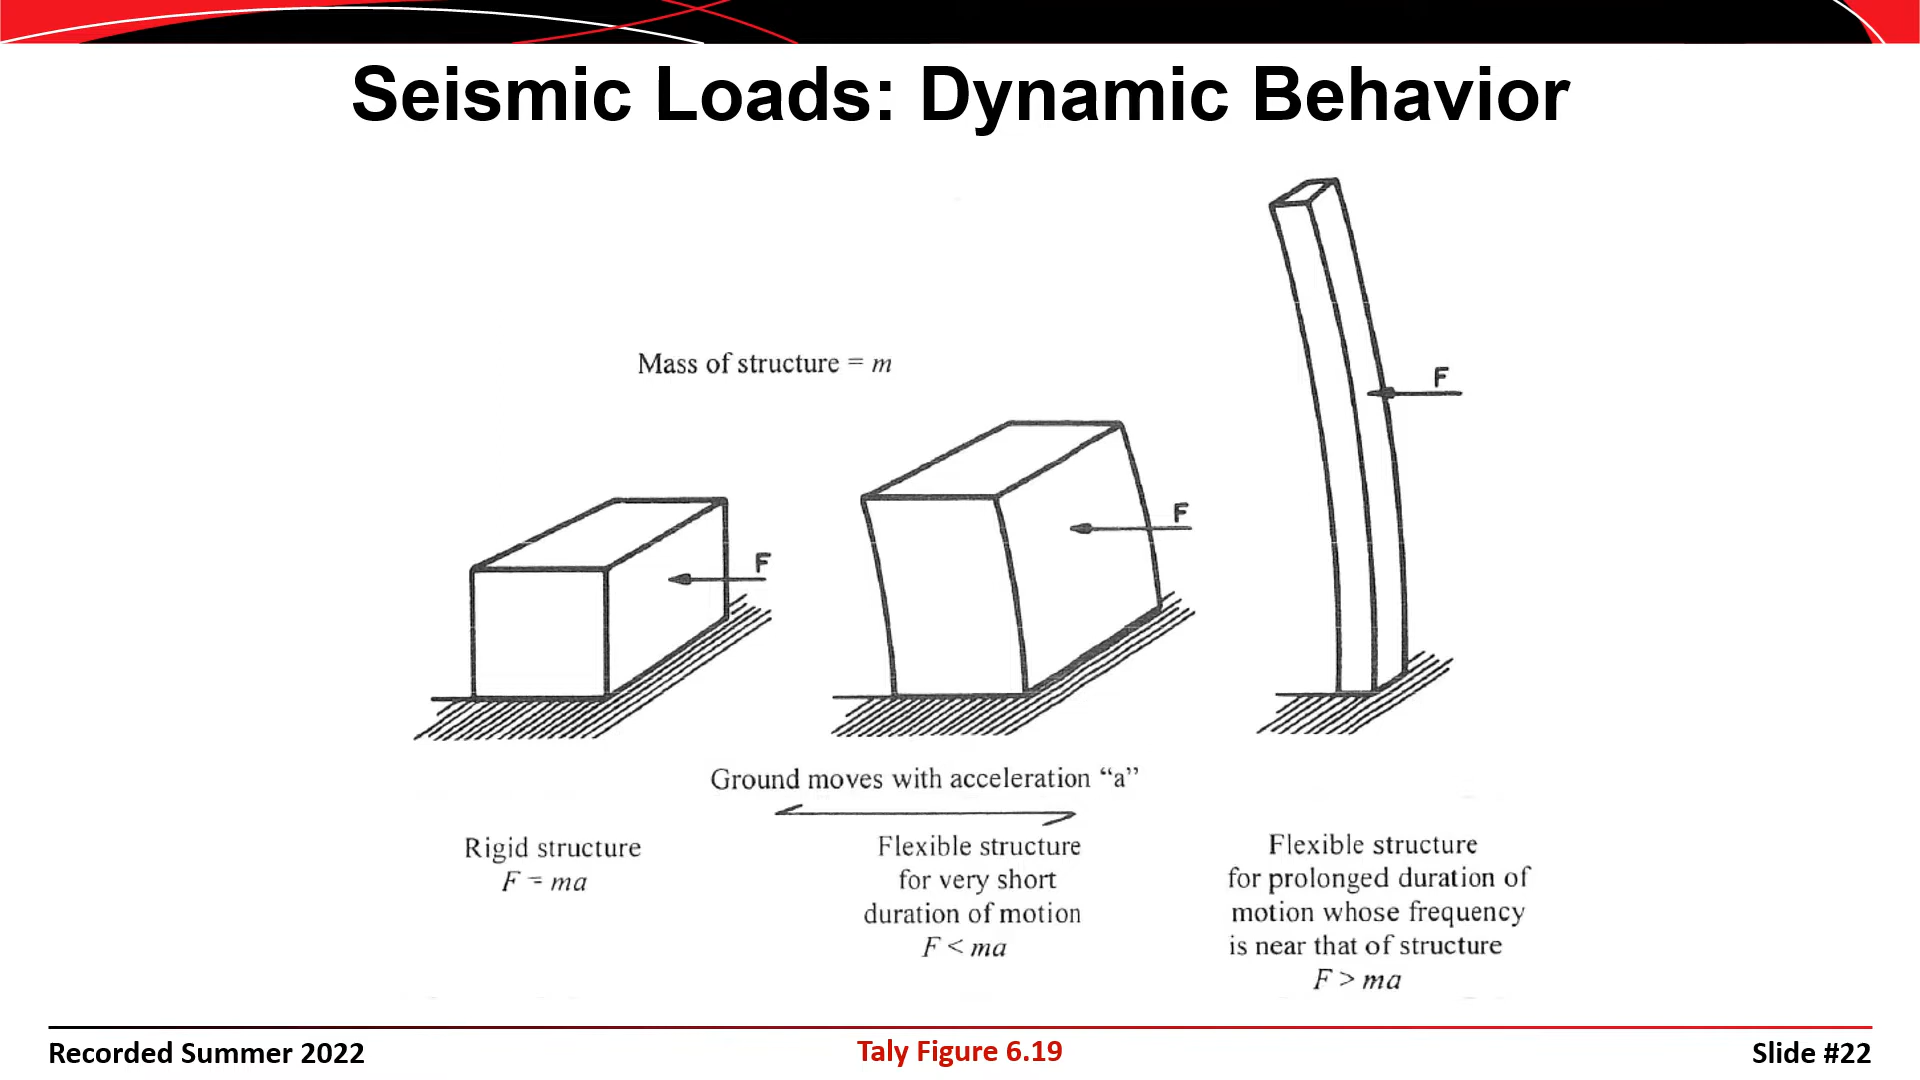 Seismic Loads: Dynamic Behavior
Mass of structure = m
F
F
F
Ground moves with acceleration “a”
Rigid structure
F = ma
Flexible structure
for very short
duration of motion
F < ma
Flexible structure
for prolonged duration of
motion whose frequency
is near that of structure
F > ma
Recorded Summer 2022
Taly Figure 6.19
Slide #22